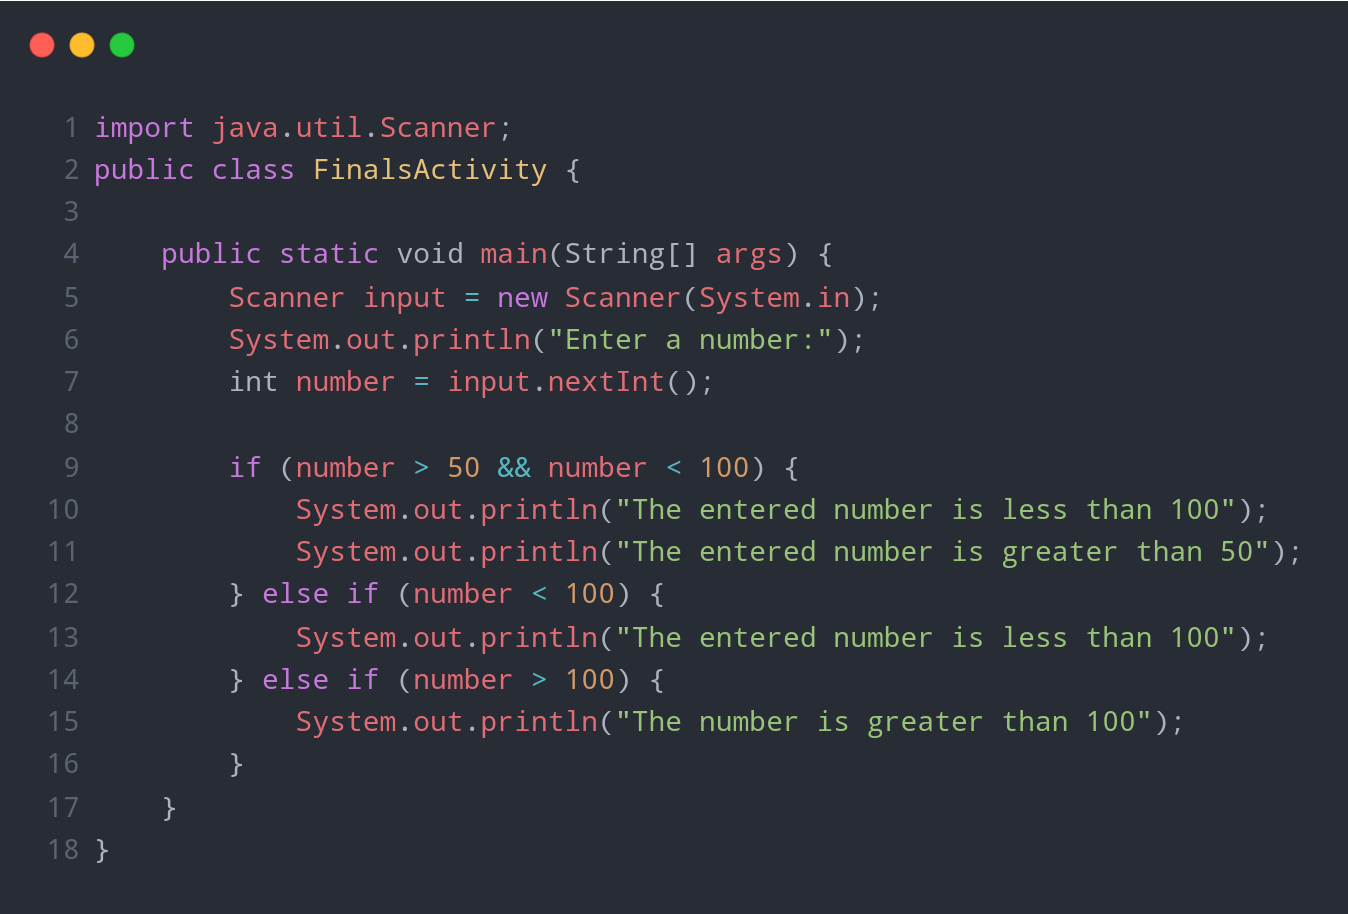 1 import java.util.Scanner;
2 public class FinalsActivity {
3
4     public static void main(String[] args) {
5         Scanner input = new Scanner(System.in);
6         System.out.println("Enter a number:");
7         int number = input.nextInt();
8
9         if (number > 50 && number < 100) {
10             System.out.println("The entered number is less than 100");
11             System.out.println("The entered number is greater than 50");
12         } else if (number < 100) {
13             System.out.println("The entered number is less than 100");
14         } else if (number > 100) {
15             System.out.println("The number is greater than 100");
16         }
17     }
18 }